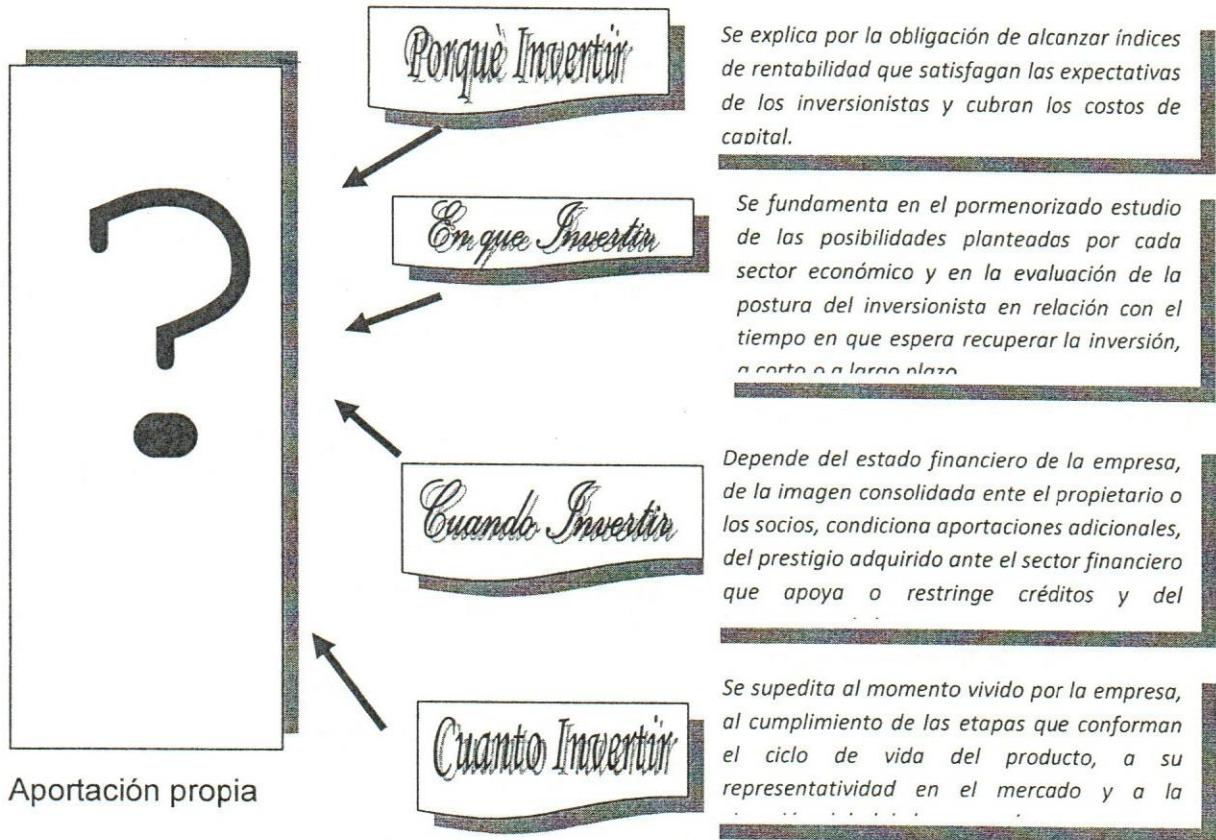 Porquè Invertir
Se explica por la obligación de alcanzar índices
de rentabilidad que satisfagan las expectativas
de los inversionistas y cubran los costos de
capital.
?
En que Invertir
Se fundamenta en el pormenorizado estudio
de las posibilidades planteadas por cada
sector económico y en la evaluación de la
postura del inversionista en relación con el
tiempo en que espera recuperar la inversión,
a corto o a largo plazo
Cuando Invertir
Depende del estado financiero de la empresa,
de la imagen consolidada ente el propietario o
los socios, condiciona aportaciones adicionales,
del prestigio adquirido ante el sector financiero
que apoya o restringe créditos y del
Cuanto Invertir
Se supedita al momento vivido por la empresa,
al cumplimiento de las etapas que conforman
el ciclo de vida del producto, a su
representatividad en el mercado y a la
Aportación propia